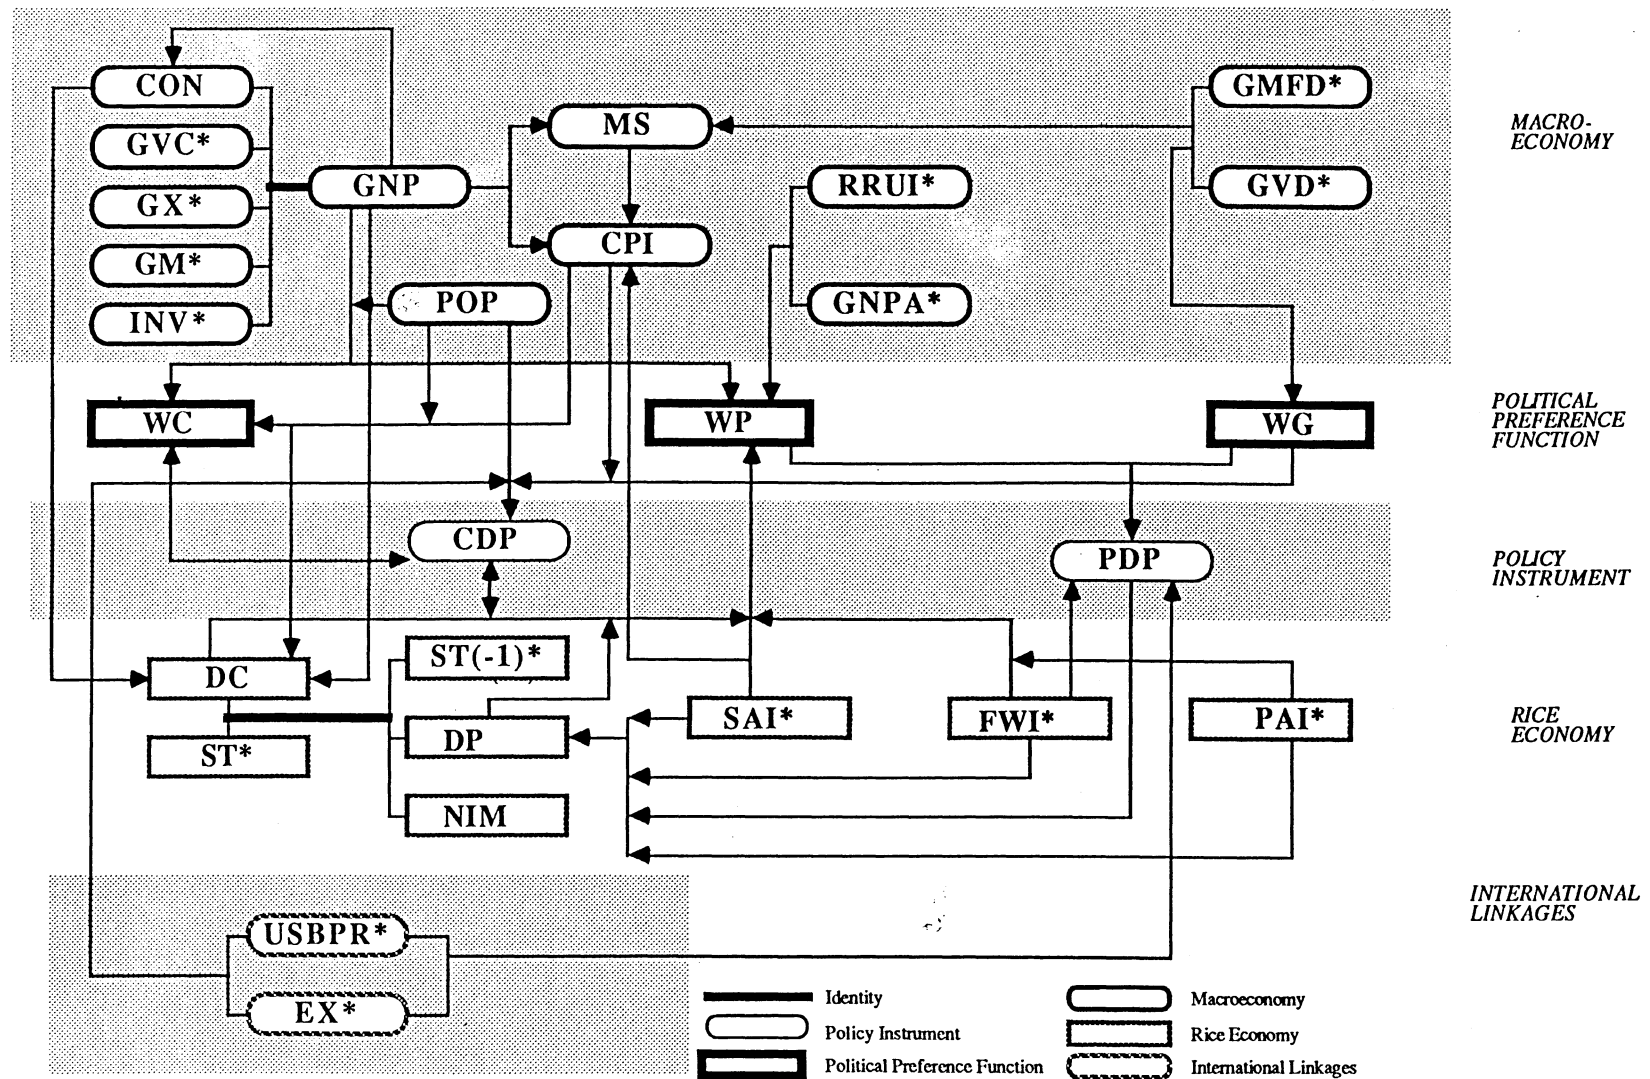 CON
GVC*
GX*
GM*
INV*
GNP
POP
MS
CPI
RRUI*
GNPA*
GMFD*
GVD*
MACRO-
ECONOMY
WC
WP
WG
POLITICAL
PREFERENCE
FUNCTION
CDP
PDP
POLICY
INSTRUMENT
DC
ST*
ST(-1)*
DP
NIM
SAI*
FWI*
PAI*
RICE
ECONOMY
USBPR*
EX*
INTERNATIONAL
LINKAGES
Identity
Policy Instrument
Political Preference Function
Macroeconomy
Rice Economy
International Linkages